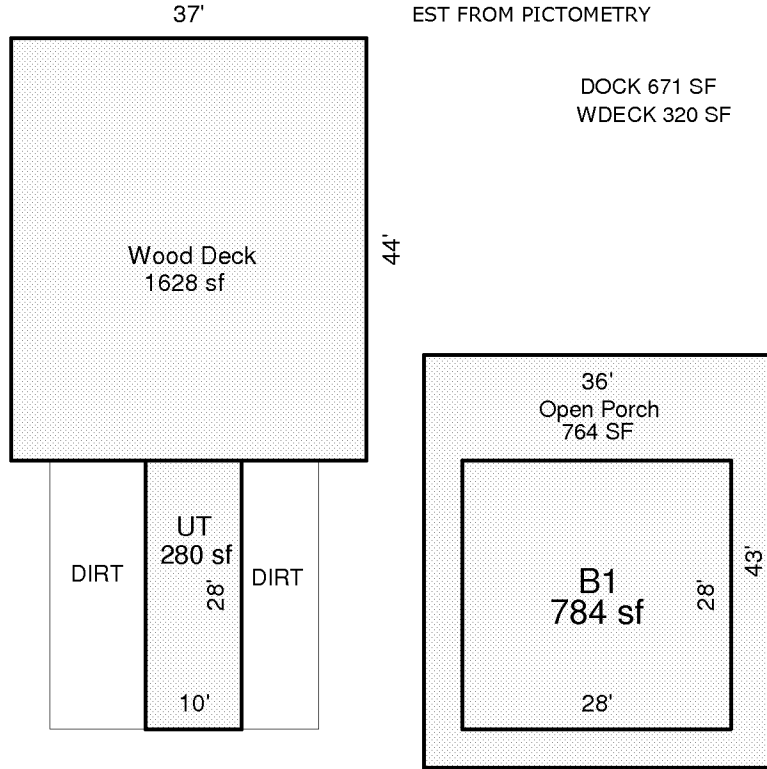 37'
EST FROM PICTOMETRY
DOCK 671 SF
WDECK 320 SF
Wood Deck
1628 sf
44'
36'
Open Porch
764 SF
UT
280 sf
28'
DIRT
DIRT
10'
B1
784 sf
28'
43'
28'